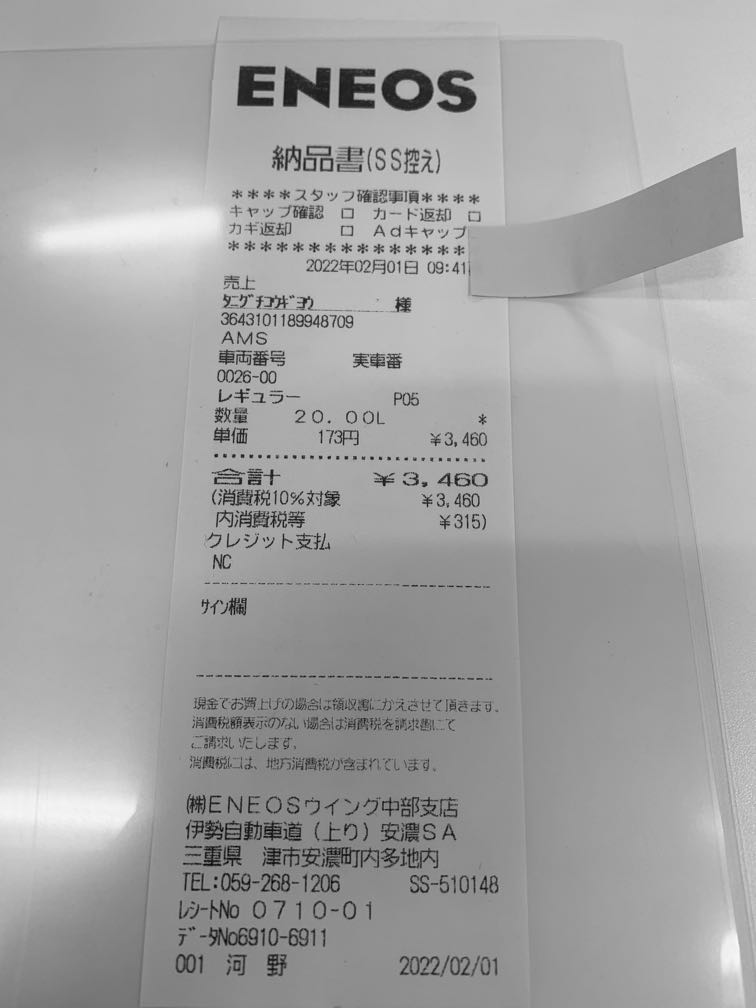 ENEOS
納品書(SS控え)
****スタッフ確認事項****
キャップ確認 □ カード返却 □
カギ返却 □ Adキャップ
***************
2022年02月01日 09:41
売上
ﾀﾆｸﾞﾁｺｳｷﾞﾖｳ 様
3643101189948709
AMS
車両番号 実車番
0026-00
レギュラー P05
数量 20.00L *
単価 173円 ¥3,460
合計 ¥3,460
(消費税10%対象 ¥3,460
内消費税等 ¥315)
クレジット支払
NC
ｻｲﾝ欄
現金でお買上げの場合は領収書にかえさせて頂きます。
消費税額表示のない場合は消費税を請求書にて
ご請求いたします。
消費税には、地方消費税が含まれています。
㈱ENEOSウイング中部支店
伊勢自動車道(上り)安濃SA
三重県 津市安濃町内多地内
TEL:059-268-1206 SS-510148
ﾚｼｰﾄNo 0710-01
ﾃﾞｰﾀNo6910-6911
001 河野 2022/02/01